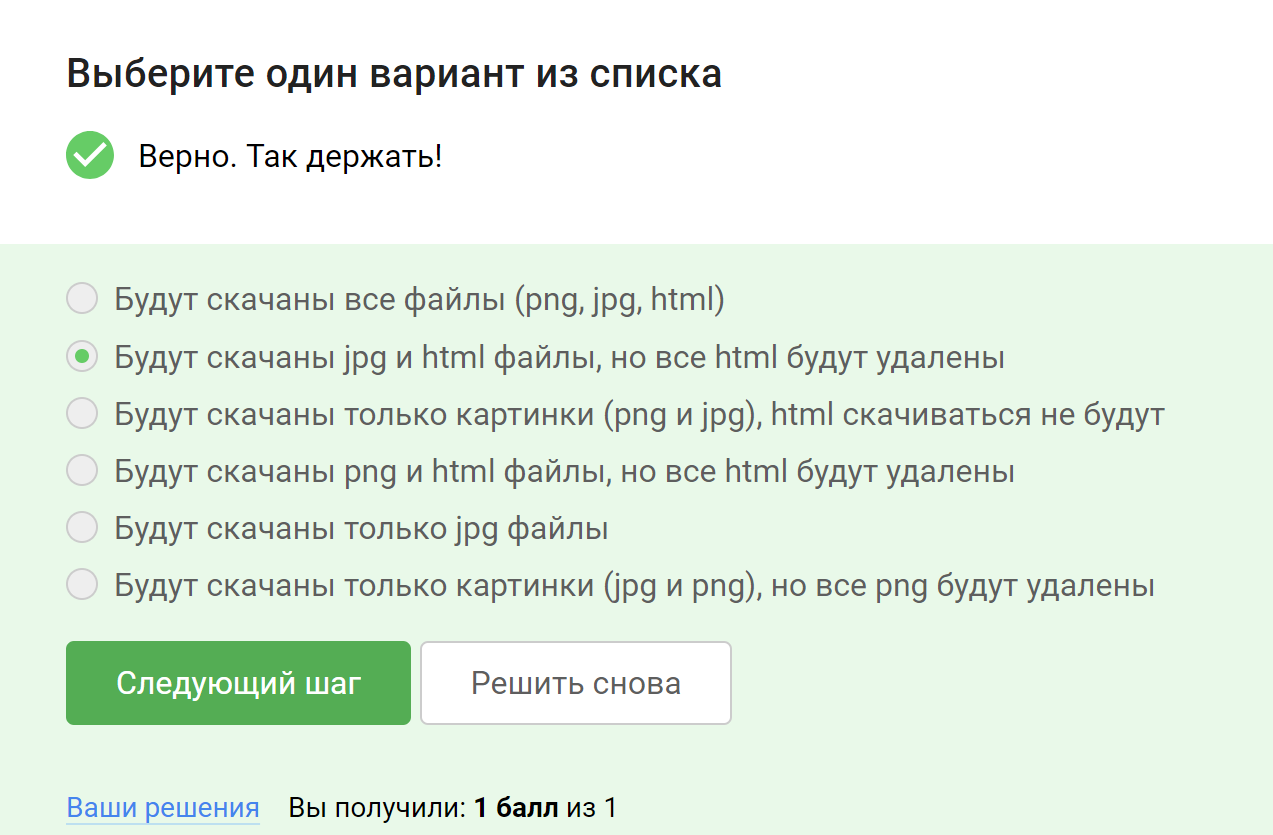 Выберите один вариант из списка
Верно. Так держать!
Будут скачаны все файлы (png, jpg, html)
Будут скачаны jpg и html файлы, но все html будут удалены
Будут скачаны только картинки (png и jpg), html скачиваться не будут
Будут скачаны png и html файлы, но все html будут удалены
Будут скачаны только jpg файлы
Будут скачаны только картинки (jpg и png), но все png будут удалены
Следующий шаг Решить снова
Ваши решения Вы получили: 1 балл из 1